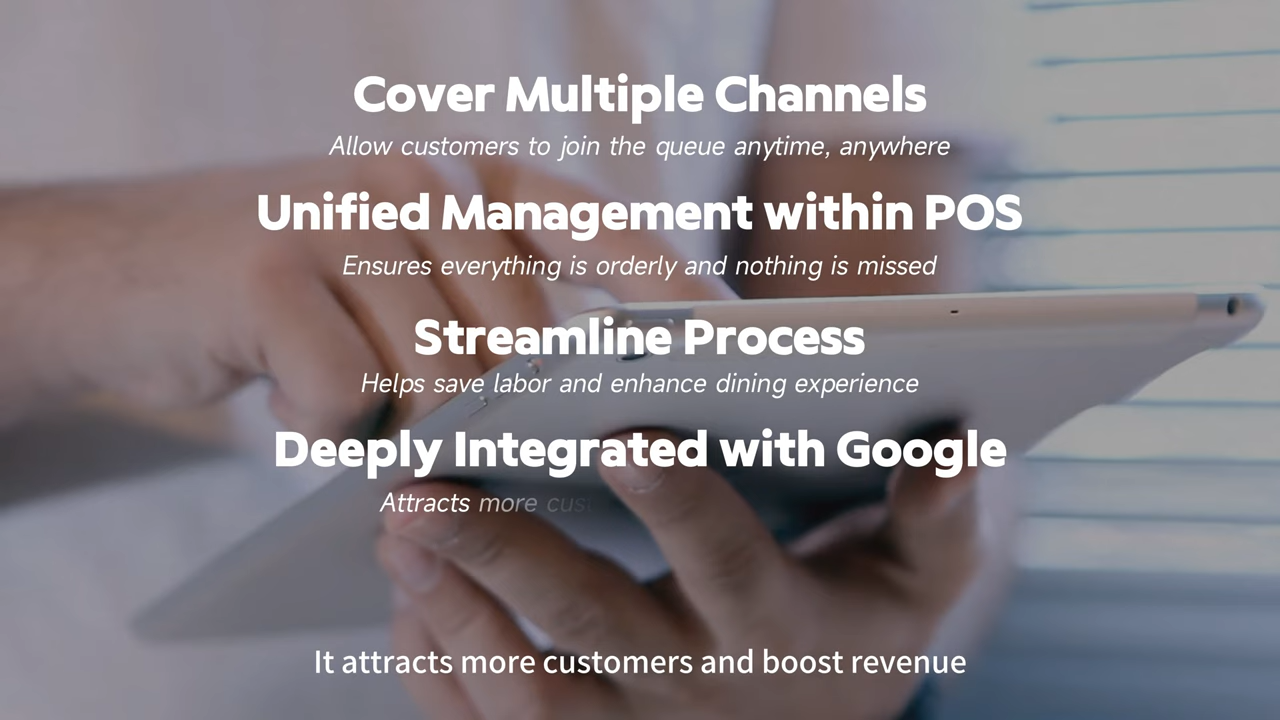 Cover Multiple Channels
Allow customers to join the queue anytime, anywhere
Unified Management within POS
Ensures everything is orderly and nothing is missed
Streamline Process
Helps save labor and enhance dining experience
Deeply Integrated with Google
Attracts more cus
It attracts more customers and boost revenue